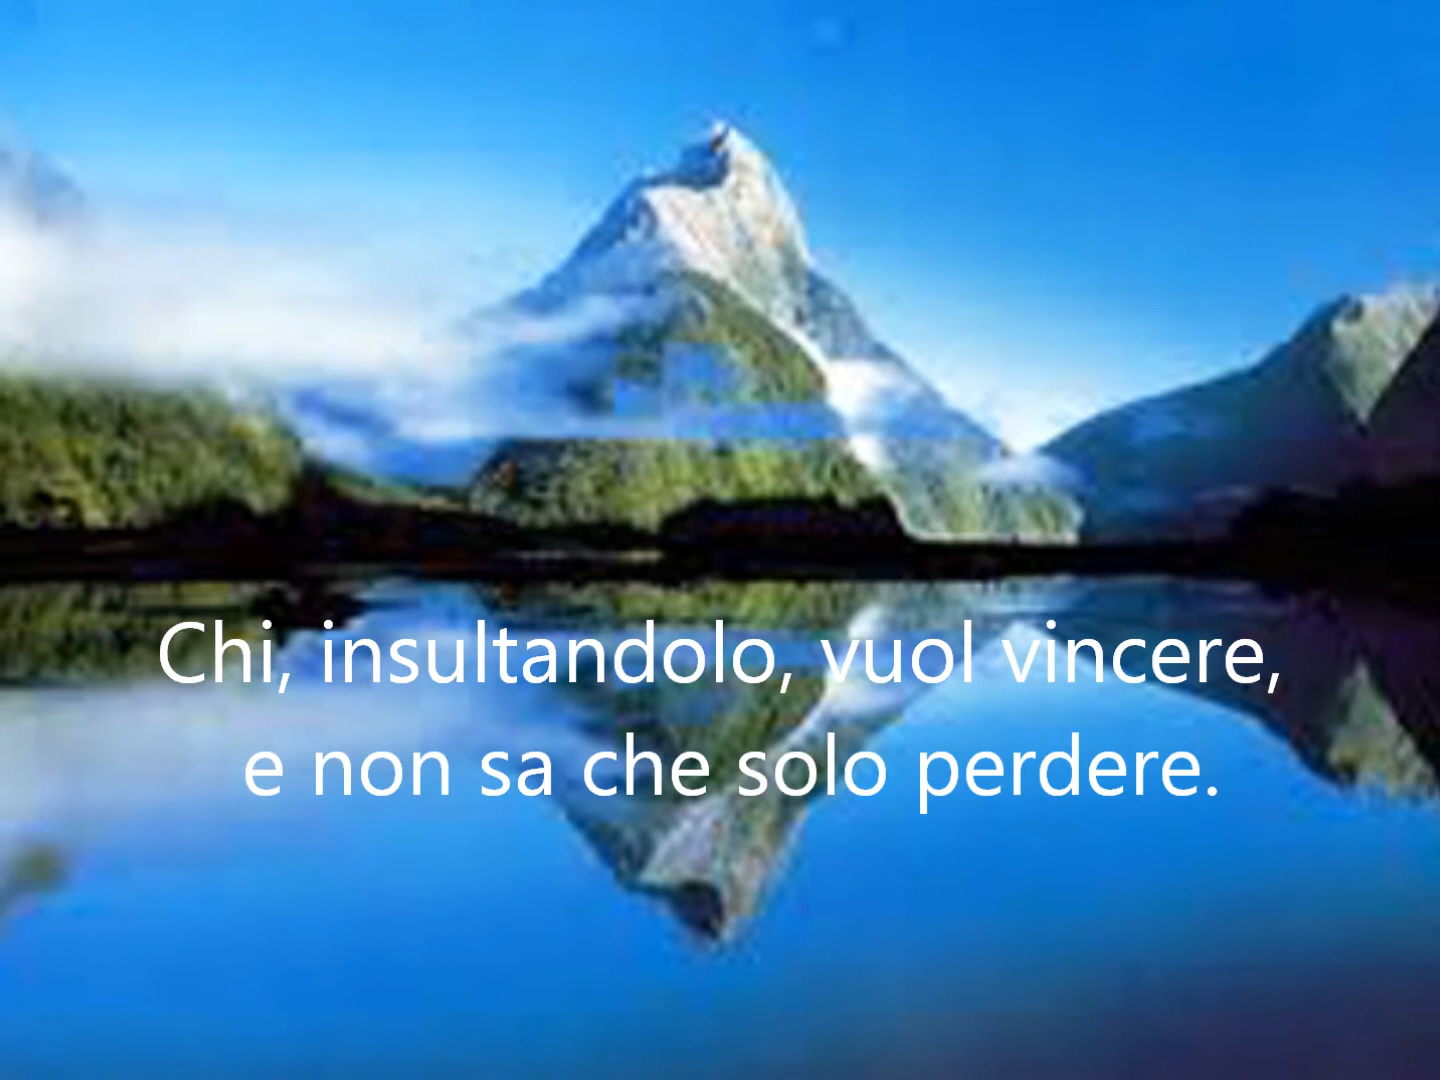 Chi, insultandolo, vuol vincere,
e non sa che solo perdere.